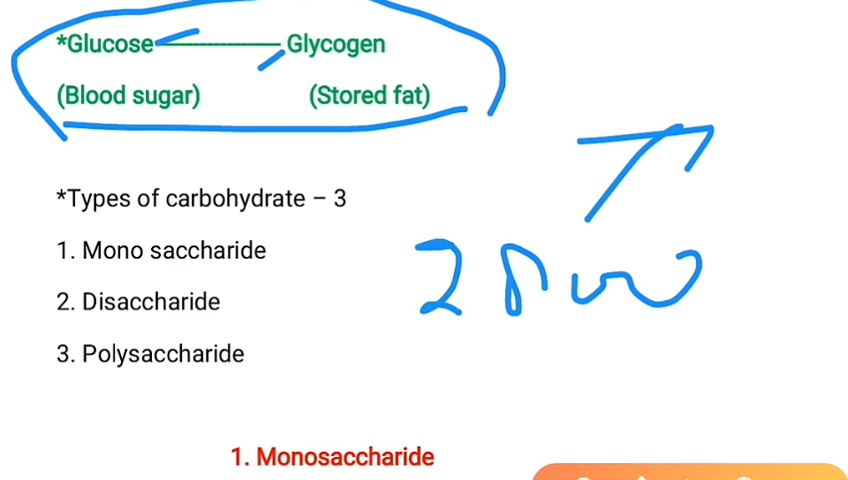 *Glucose Glycogen
(Blood sugar) (Stored fat)
*Types of carbohydrate – 3
1. Mono saccharide
2. Disaccharide
3. Polysaccharide
1. Monosaccharide